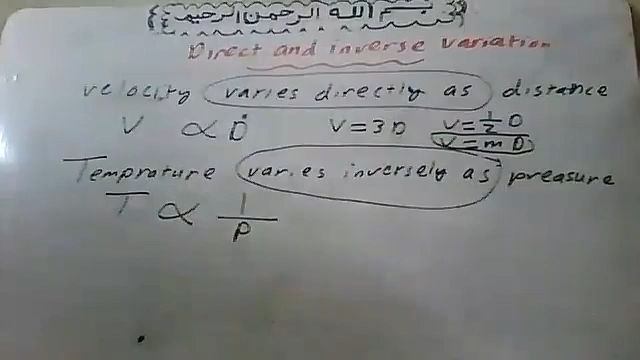 بسم الله الرحمن الرحيم
Direct and inverse variation
velocity varies directly as distance
V ∝ D V = 3D V = 1/2 D
V = m D
Temprature varies inversely as preasure
T ∝ 1/P